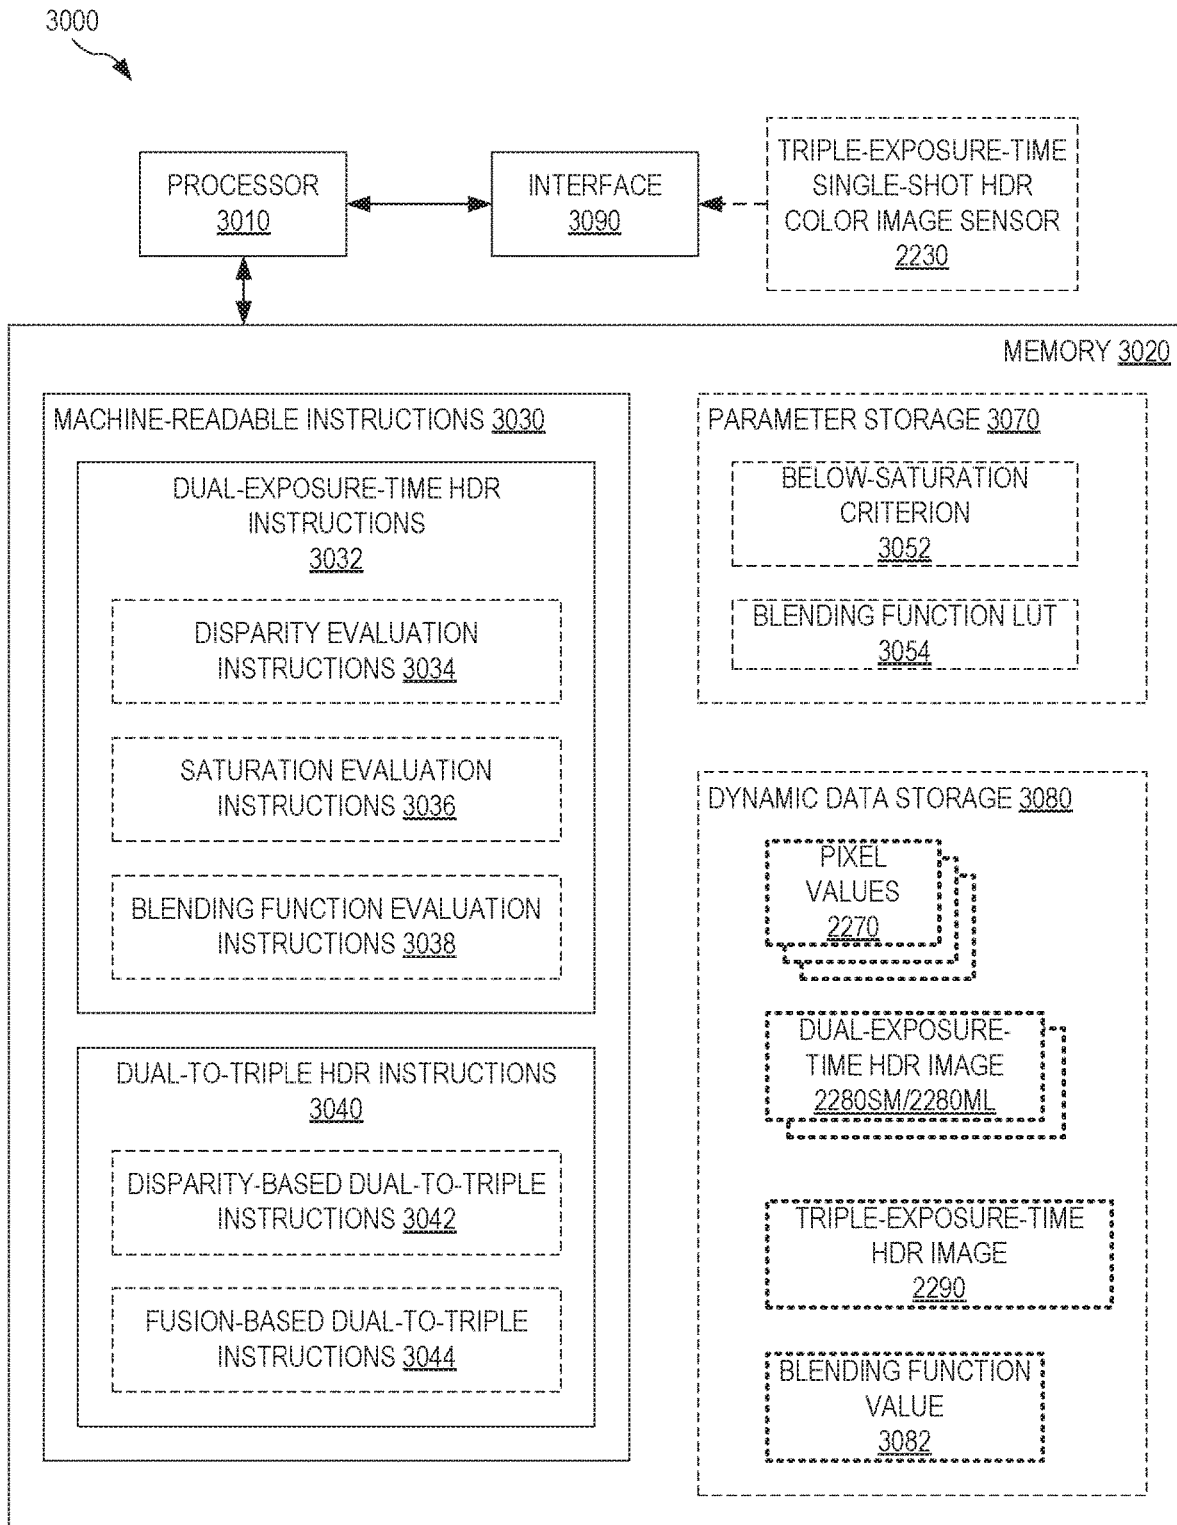 3000
PROCESSOR
3010
INTERFACE
3090
TRIPLE-EXPOSURE-TIME
SINGLE-SHOT HDR
COLOR IMAGE SENSOR
2230
MEMORY 3020
MACHINE-READABLE INSTRUCTIONS 3030
DUAL-EXPOSURE-TIME HDR
INSTRUCTIONS
3032
DISPARITY EVALUATION
INSTRUCTIONS 3034
SATURATION EVALUATION
INSTRUCTIONS 3036
BLENDING FUNCTION EVALUATION
INSTRUCTIONS 3038
DUAL-TO-TRIPLE HDR INSTRUCTIONS
3040
DISPARITY-BASED DUAL-TO-TRIPLE
INSTRUCTIONS 3042
FUSION-BASED DUAL-TO-TRIPLE
INSTRUCTIONS 3044
PARAMETER STORAGE 3070
BELOW-SATURATION
CRITERION
3052
BLENDING FUNCTION LUT
3054
DYNAMIC DATA STORAGE 3080
PIXEL
VALUES
2270
DUAL-EXPOSURE-
TIME HDR IMAGE
2280SM/2280ML
TRIPLE-EXPOSURE-TIME
HDR IMAGE
2290
BLENDING FUNCTION
VALUE
3082